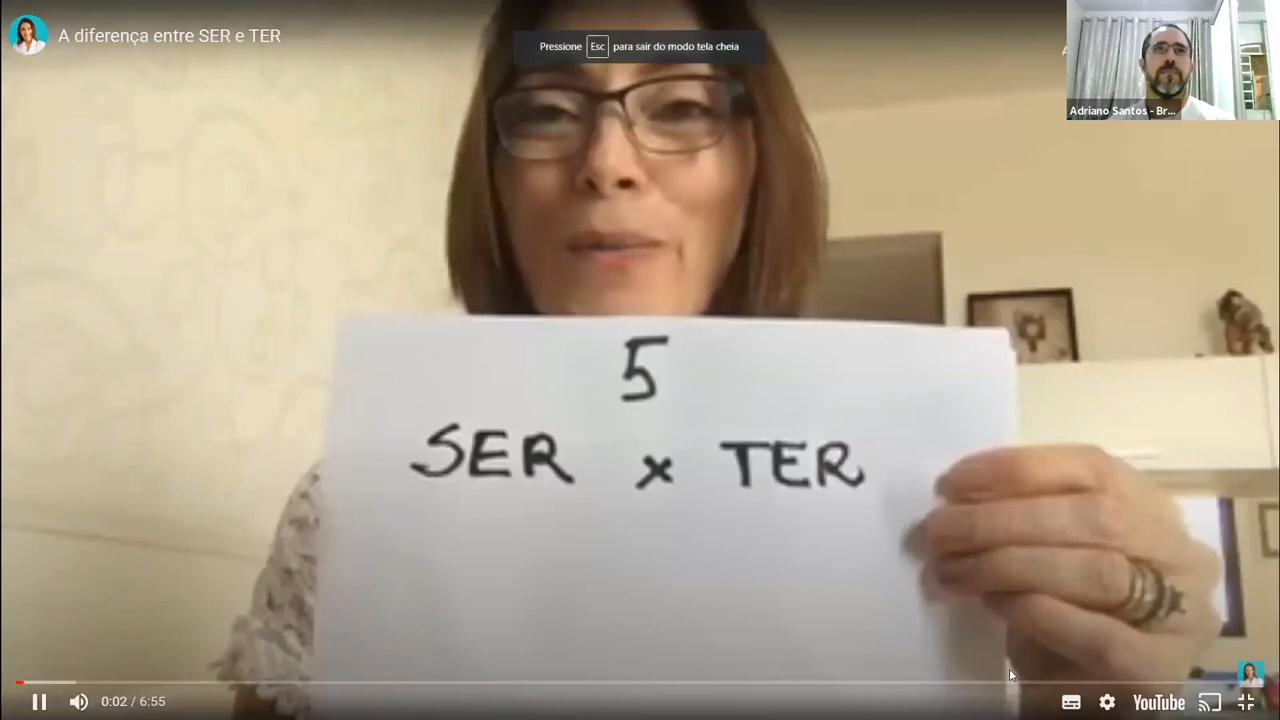 A diferença entre SER e TER
Pressione Esc para sair do modo tela cheia
Adriano Santos - Br...
5
SER x TER
0:02 / 6:55
YouTube